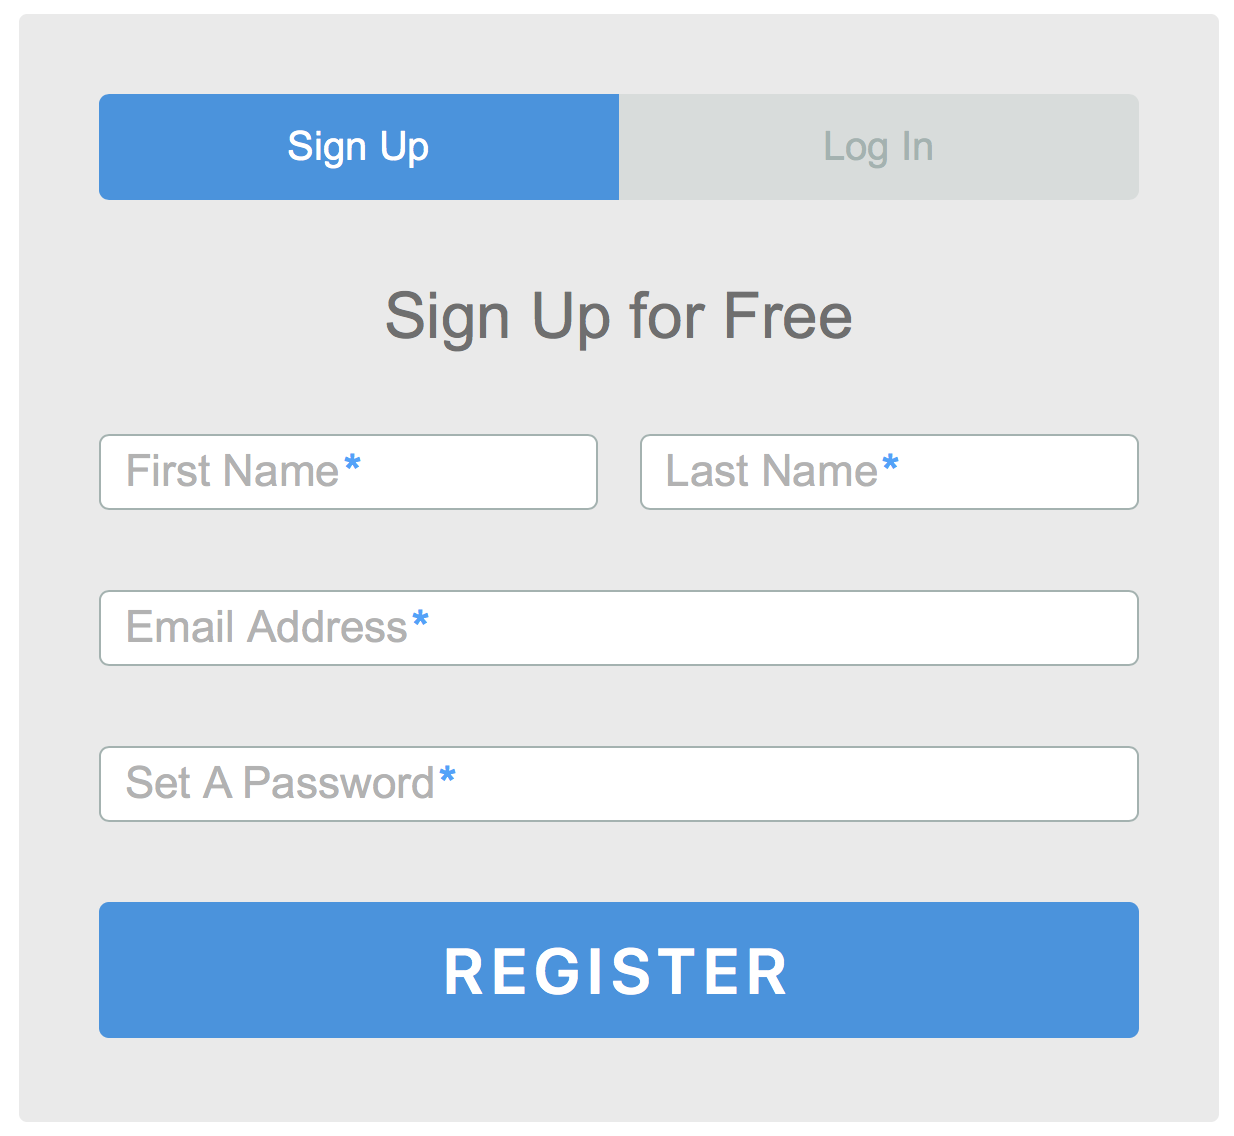 Sign Up Log In
Sign Up for Free
First Name* Last Name*
Email Address*
Set A Password*
REGISTER